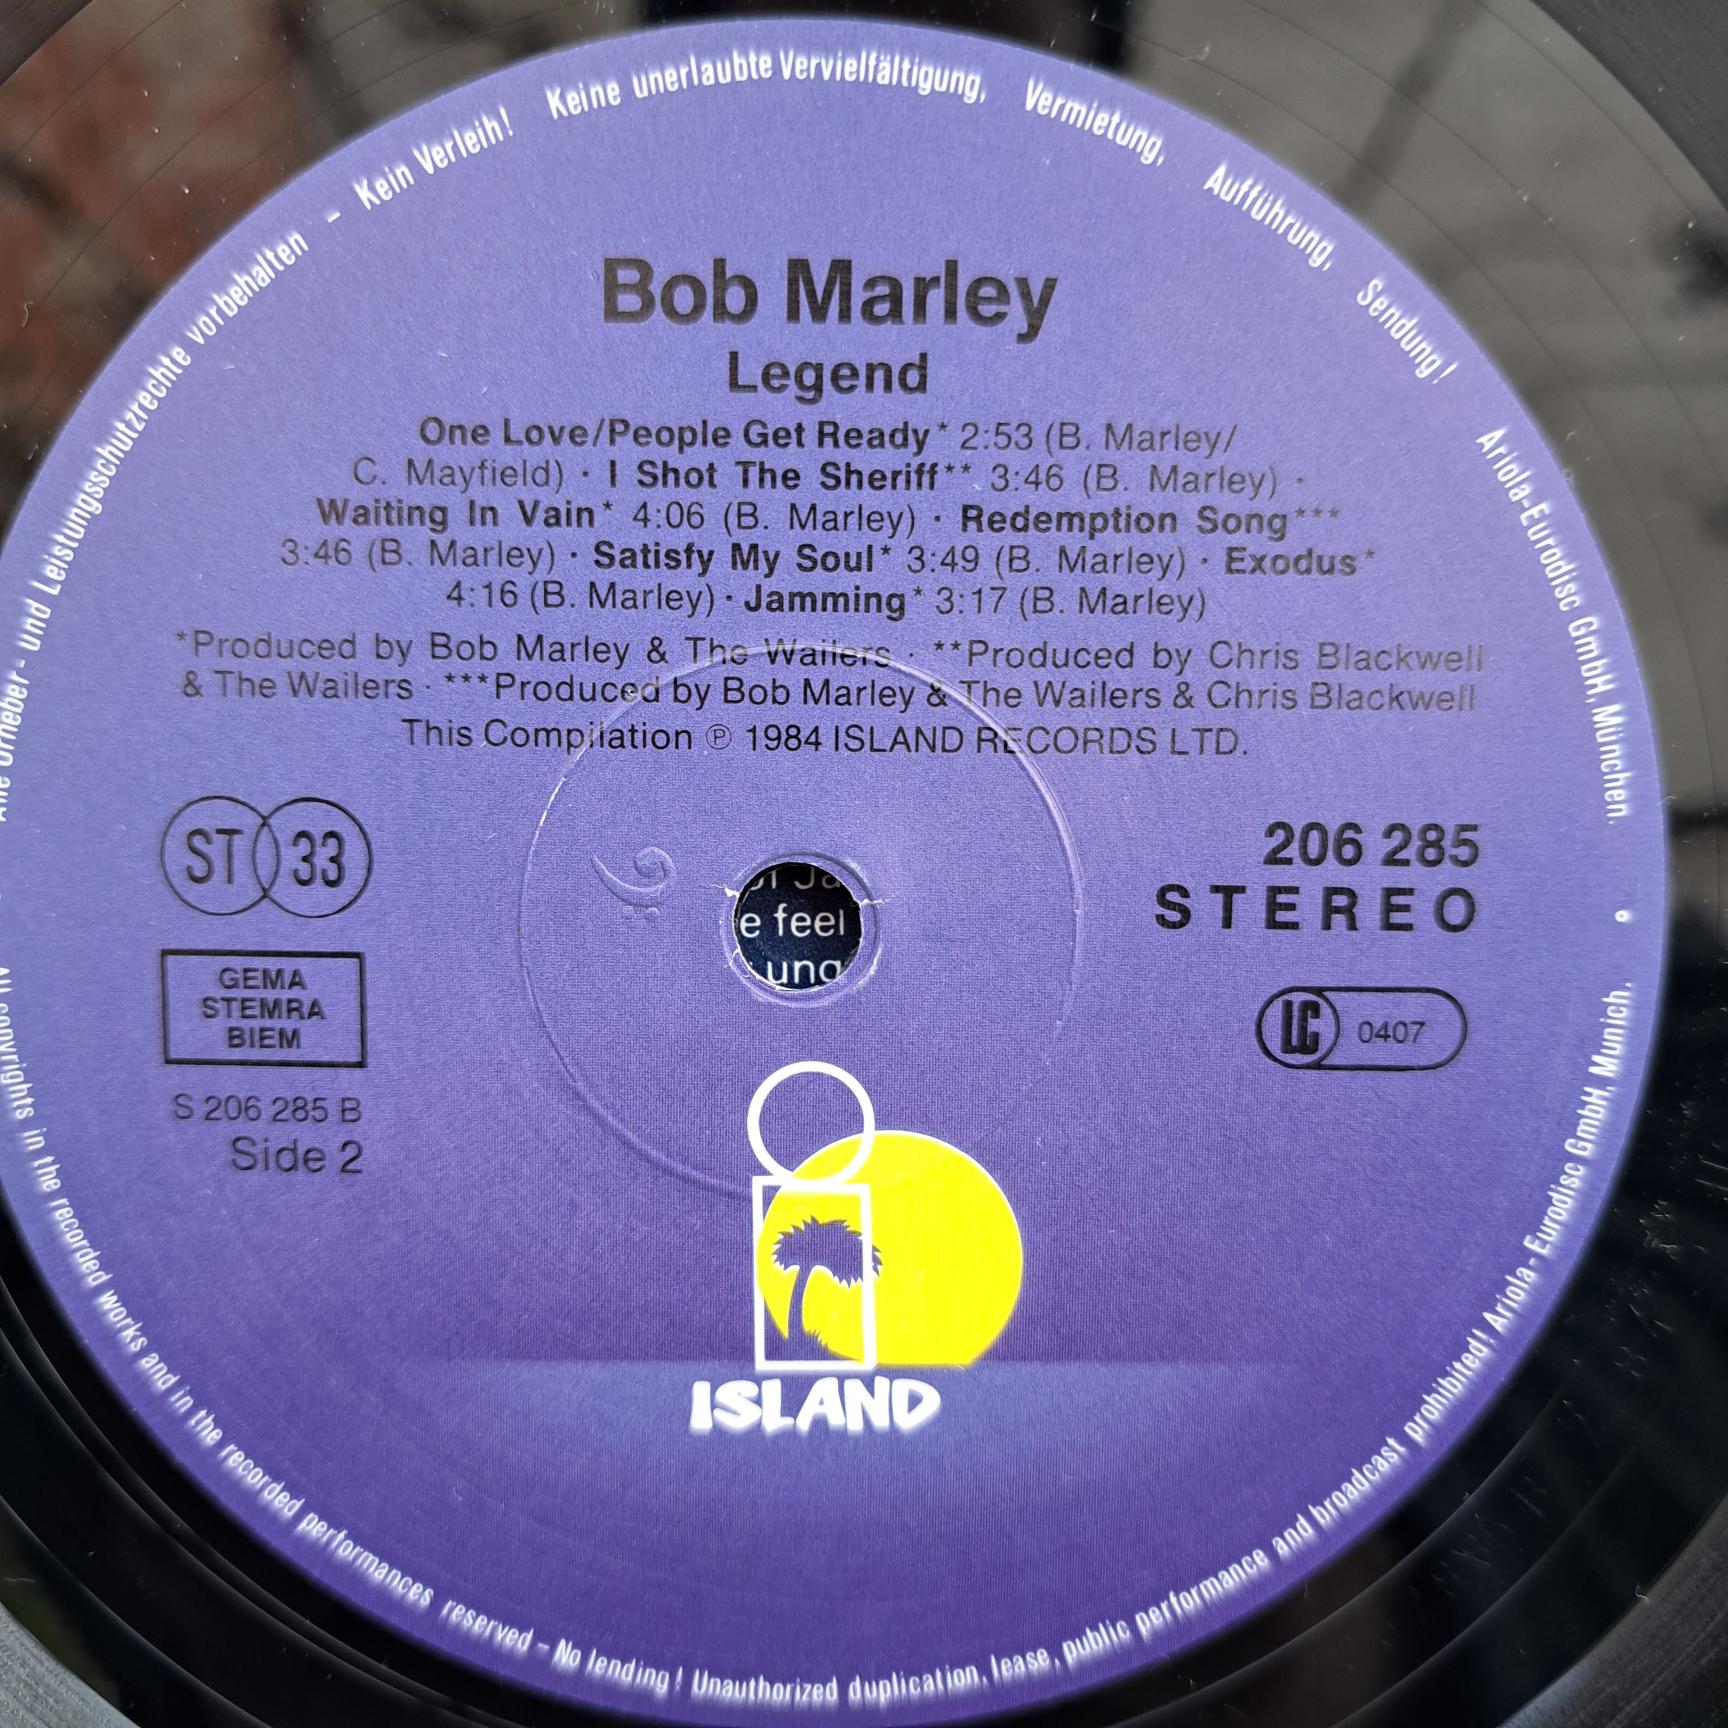 Alle Urheber- und Leistungsschutzrechte vorbehalten – Kein Verleih! Keine unerlaubte Vervielfältigung, Vermietung, Aufführung, Sendung! Ariola-Eurodisc GmbH, München.
Bob Marley
Legend
One Love/People Get Ready* 2:53 (B. Marley/
C. Mayfield) · I Shot The Sheriff** 3:46 (B. Marley) ·
Waiting In Vain* 4:06 (B. Marley) · Redemption Song***
3:46 (B. Marley) · Satisfy My Soul* 3:49 (B. Marley) · Exodus*
4:16 (B. Marley) · Jamming* 3:17 (B. Marley)
*Produced by Bob Marley & The Wailers · **Produced by Chris Blackwell
& The Wailers · ***Produced by Bob Marley & The Wailers & Chris Blackwell
This Compilation ℗ 1984 ISLAND RECORDS LTD.
ST 33
206 285
STEREO
e feel
GEMA
STEMRA
BIEM
LC 0407
S 206 285 B
Side 2
ISLAND
All copyrights in the recorded works and in the recorded performances reserved – No lending! Unauthorized duplication, lease, public performance and broadcast prohibited! Ariola-Eurodisc GmbH, Munich.